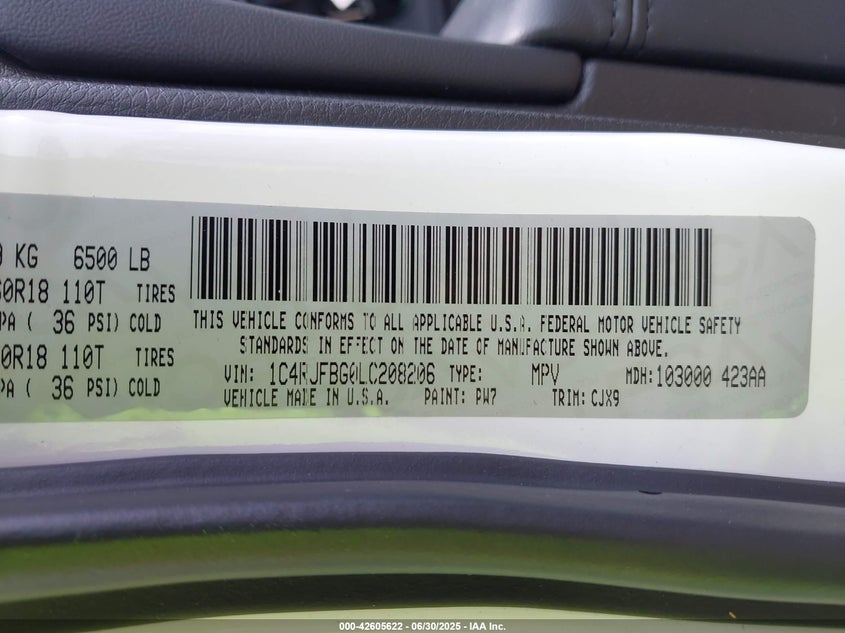 0 KG 6500 LB
60R18 110T TIRES
PA ( 36 PSI) COLD
0R18 110T TIRES
PA ( 36 PSI) COLD
THIS VEHICLE CONFORMS TO ALL APPLICABLE U.S.A. FEDERAL MOTOR VEHICLE SAFETY
STANDARDS IN EFFECT ON THE DATE OF MANUFACTURE SHOWN ABOVE.
VIN: 1C4RJFBG0LC208206 TYPE: MPV MDH: 103000 423AA
VEHICLE MADE IN U.S.A. PAINT: PW7 TRIM: CJX9
000-42605622 - 06/30/2025 - IAA Inc.